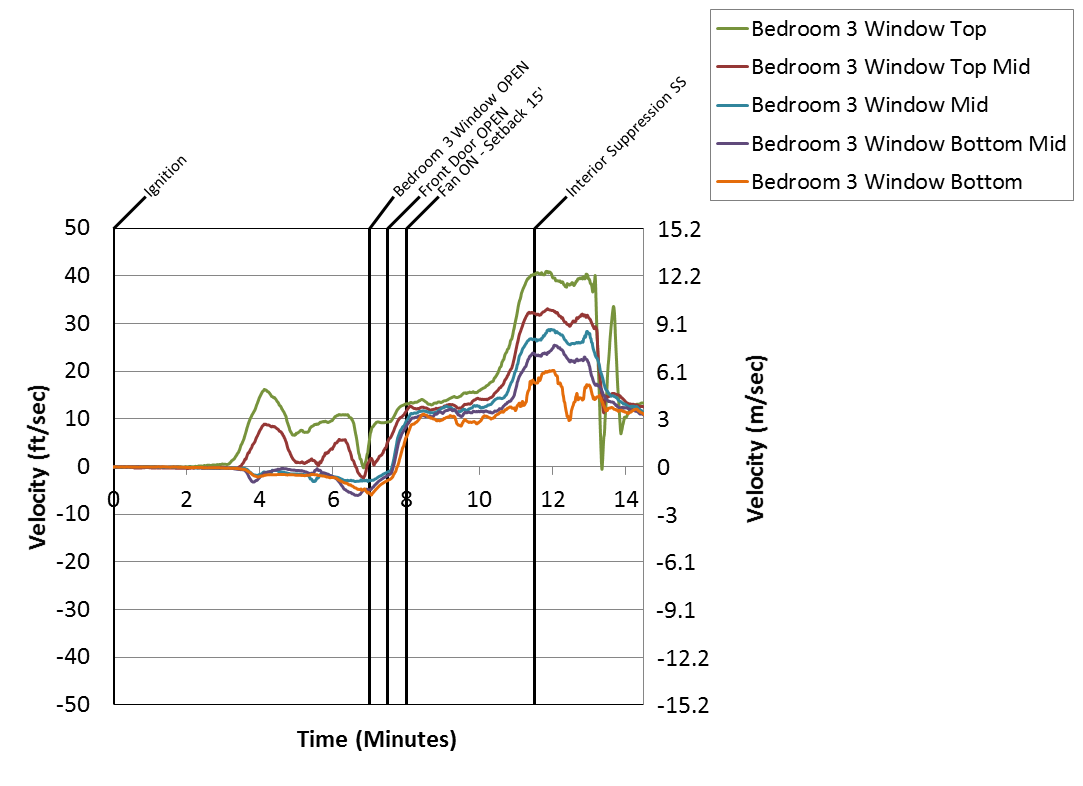 Bedroom 3 Window Top
Bedroom 3 Window Top Mid
Bedroom 3 Window Mid
Bedroom 3 Window Bottom Mid
Bedroom 3 Window Bottom
Ignition
Bedroom 3 Window OPEN
Front Door OPEN
Fan ON - Setback 15'
Interior Suppression SS
50
40
30
20
10
0
-10
-20
-30
-40
-50
Velocity (ft/sec)
0
2
4
6
8
10
12
14
Time (Minutes)
15.2
12.2
9.1
6.1
3
0
-3
-6.1
-9.1
-12.2
-15.2
Velocity (m/sec)